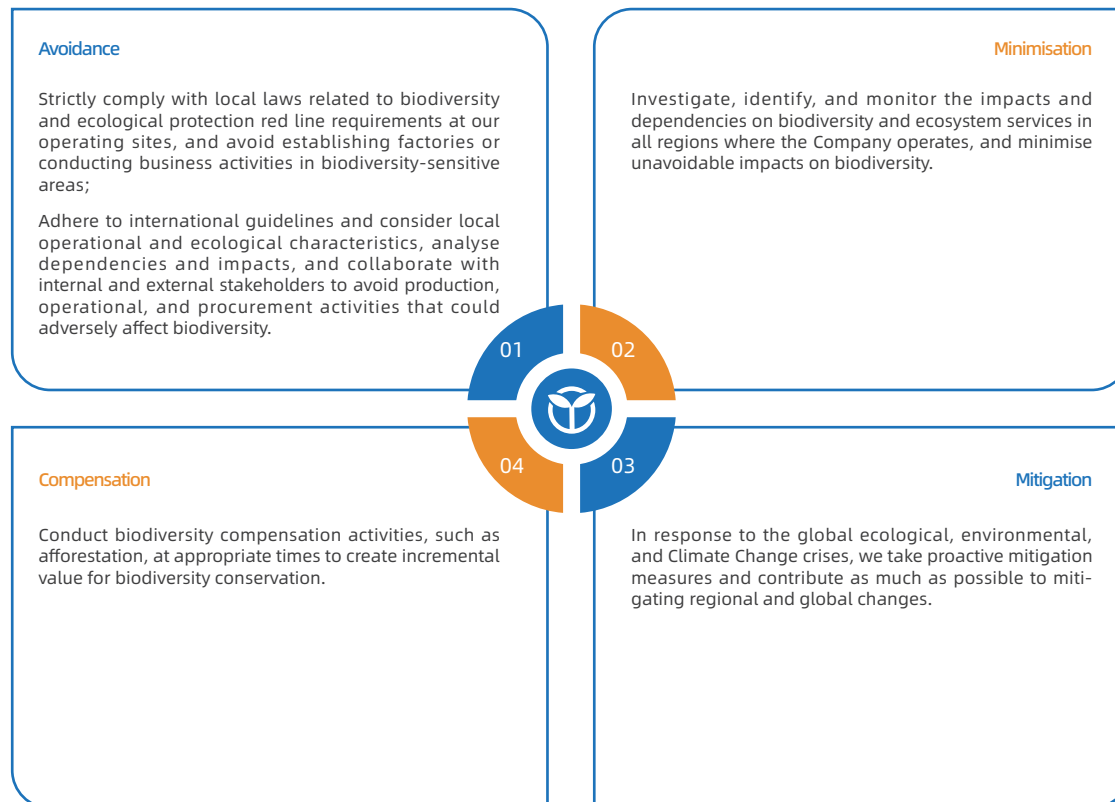 Avoidance
Strictly comply with local laws related to biodiversity
and ecological protection red line requirements at our
operating sites, and avoid establishing factories or
conducting business activities in biodiversity-sensitive
areas;
Adhere to international guidelines and consider local
operational and ecological characteristics, analyse
dependencies and impacts, and collaborate with
internal and external stakeholders to avoid production,
operational, and procurement activities that could
adversely affect biodiversity.
01
Minimisation
Investigate, identify, and monitor the impacts and
dependencies on biodiversity and ecosystem services in
all regions where the Company operates, and minimise
unavoidable impacts on biodiversity.
02
Mitigation
In response to the global ecological, environmental,
and Climate Change crises, we take proactive mitigation
measures and contribute as much as possible to miti-
gating regional and global changes.
03
Compensation
Conduct biodiversity compensation activities, such as
afforestation, at appropriate times to create incremental
value for biodiversity conservation.
04